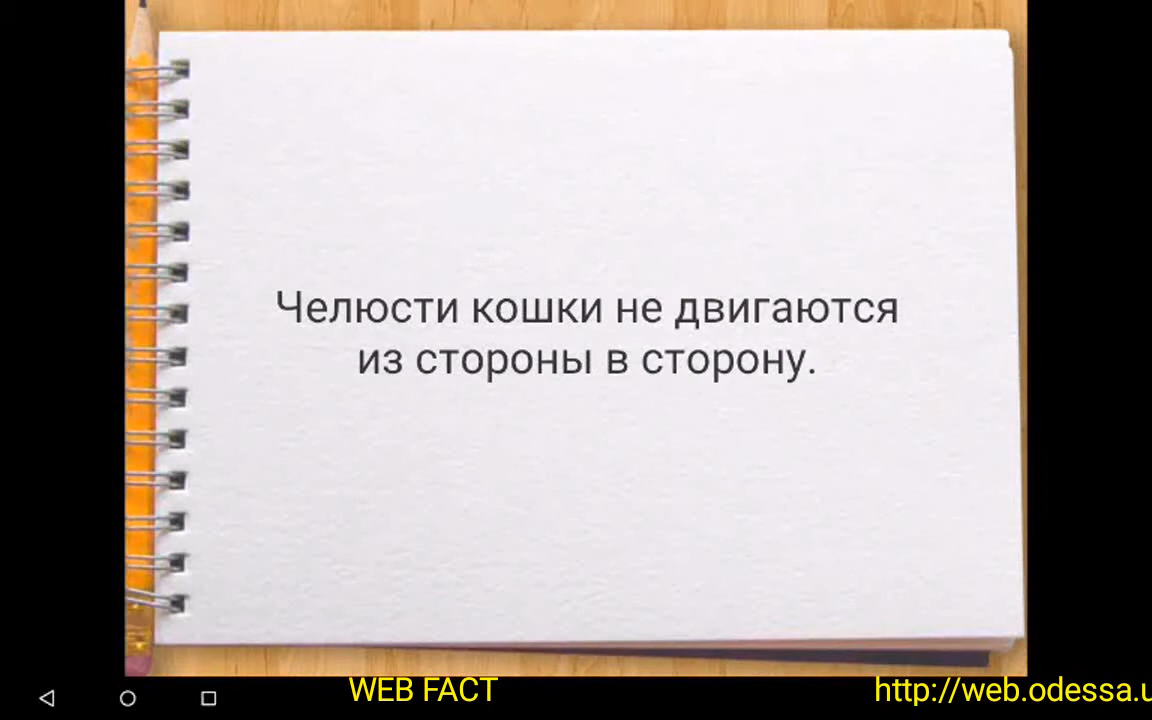 Челюсти кошки не двигаются
из стороны в сторону.
WEB FACT
http://web.odessa.u